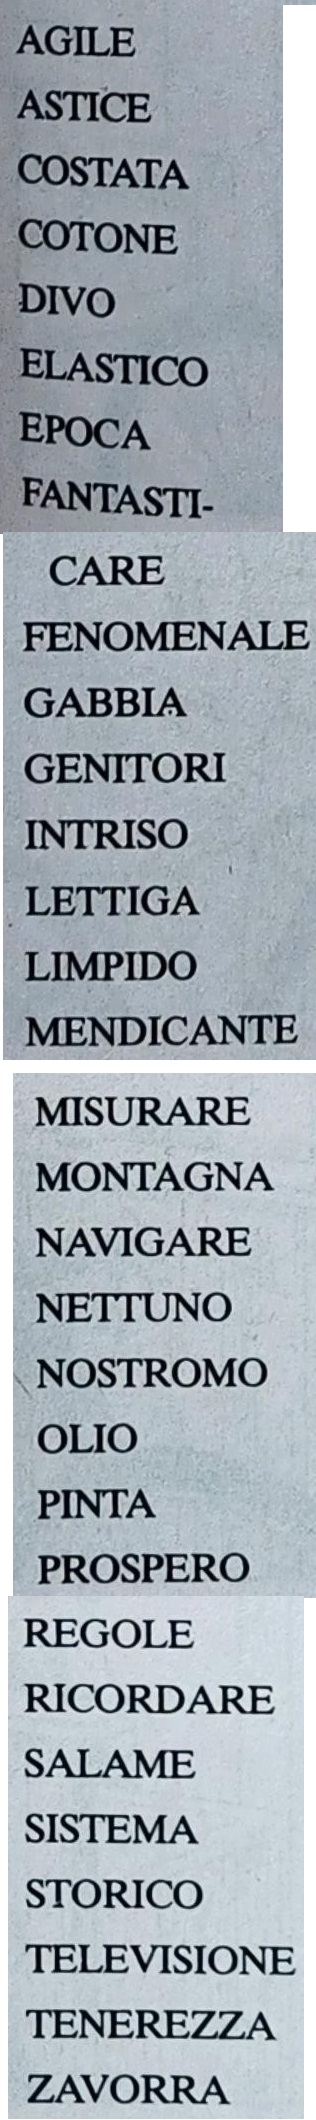 AGILE
ASTICE
COSTATA
COTONE
DIVO
ELASTICO
EPOCA
FANTASTI-
CARE
FENOMENALE
GABBIA
GENITORI
INTRISO
LETTIGA
LIMPIDO
MENDICANTE
MISURARE
MONTAGNA
NAVIGARE
NETTUNO
NOSTROMO
OLIO
PINTA
PROSPERO
REGOLE
RICORDARE
SALAME
SISTEMA
STORICO
TELEVISIONE
TENEREZZA
ZAVORRA